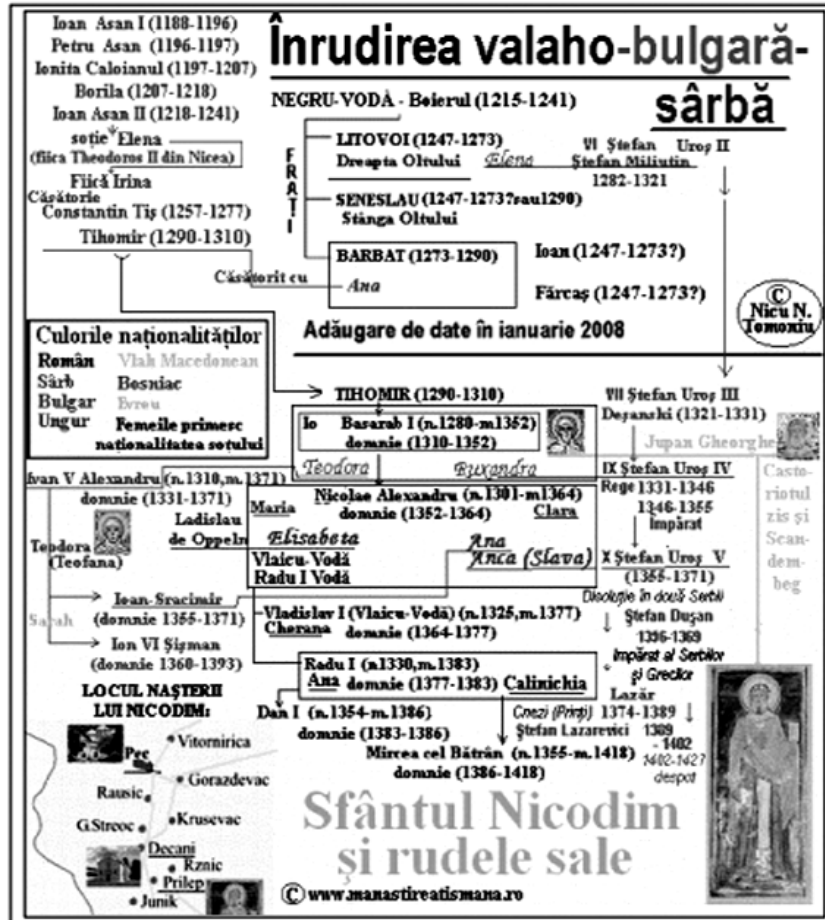 Ioan Asan I (1188-1196)
Petru Asan (1196-1197)
Ionita Caloianul (1197-1207)
Borila (1207-1218)
Ioan Asan II (1218-1241)
soție Elena
(fiica Theodoros II din Nicea)
Fiică Irina
Căsătorie
Constantin Tiș (1257-1277)
Tihomir (1290-1310)
Înrudirea valaho-bulgară-
sârbă
NEGRU-VODĂ - Boierul (1215-1241)
FRAȚI
LITOVOI (1247-1273)
Dreapta Oltului
Elena
VI Ștefan Uroș II
Ștefan Miliutin
1282-1321
SENESLAU (1247-1273?sau1290)
Stânga Oltului
BARBAT (1273-1290)
Căsătorit cu
Ana
Ioan (1247-1273?)
Fărcaș (1247-1273?)
©
Nicu N.
Tomoniu
Adăugare de date în ianuarie 2008
Culorile naționalităților
Român Vlah Macedonean
Sârb Bosniac
Bulgar Evreu
Ungur Femeile primesc
naționalitatea soțului
TIHOMIR (1290-1310)
Io Basarab I (n.1280-m1352)
domnie (1310-1352)
Teodora Ruxandra
VII Ștefan Uroș III
Deșanski (1321-1331)
Jupan Gheorghe
Castoriotul
zis și
Scan-
dem-
beg
IX Ștefan Uroș IV
Rege 1331-1346
1346-1355
Împărat
Ivan V Alexandru (n.1310,m.1371)
domnie (1331-1371)
Nicolae Alexandru (n.1301-m1364)
Maria domnie (1352-1364) Clara
Ladislau
de Oppeln
Elisabeta
Ana
Anca (Slava)
Vlaicu-Vodă
Radu I Vodă
Teodora
(Teofana)
X Ștefan Uroș V
(1355-1371)
Disoluție în două Serbii
Ștefan Dușan
1396-1369
Împărat al Serbilor
și Grecilor
Sarah
Ioan-Sracimir
(domnie 1355-1371)
Ion VI Șișman
(domnie 1360-1393)
Vladislav I (Vlaicu-Vodă) (n.1325,m.1377)
Cherana domnie (1364-1377)
Radu I (n1330,m.1383)
Ana domnie (1377-1383) Calinichia
Dan I (n.1354-m.1386)
domnie (1383-1386)
Mircea cel Bătrân (n.1355-m.1418)
domnie (1386-1418)
Lazăr
Cnezi (Prinți) 1374-1389
Ștefan Lazarevici 1389
- 1402
1402-1427
despot
LOCUL NAȘTERII
LUI NICODIM:
Pec
Vitornirica
Gorazdevac
Rausic
G.Streoc
Krusevac
Decani
Rznic
Prilep
Junik
Sfântul Nicodim
și rudele sale
© www.manastireatismana.ro